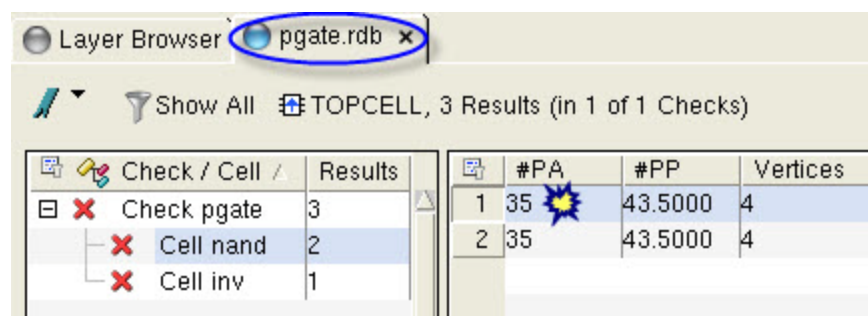 Layer Browser pgate.rdb ×
Show All TOPCELL, 3 Results (in 1 of 1 Checks)
Check / Cell Results #PA #PP Vertices
Check pgate 3 1 35 43.5000 4
Cell nand 2 2 35 43.5000 4
Cell inv 1